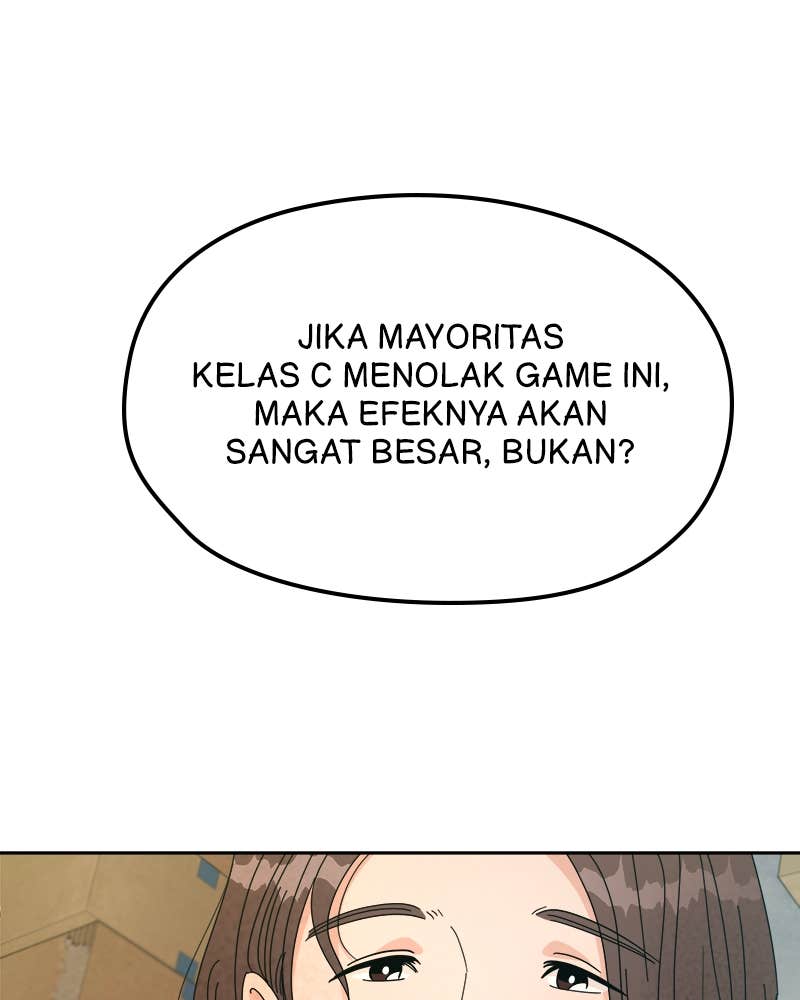 JIKA MAYORITAS
KELAS C MENOLAK GAME INI,
MAKA EFEKNYA AKAN
SANGAT BESAR, BUKAN?